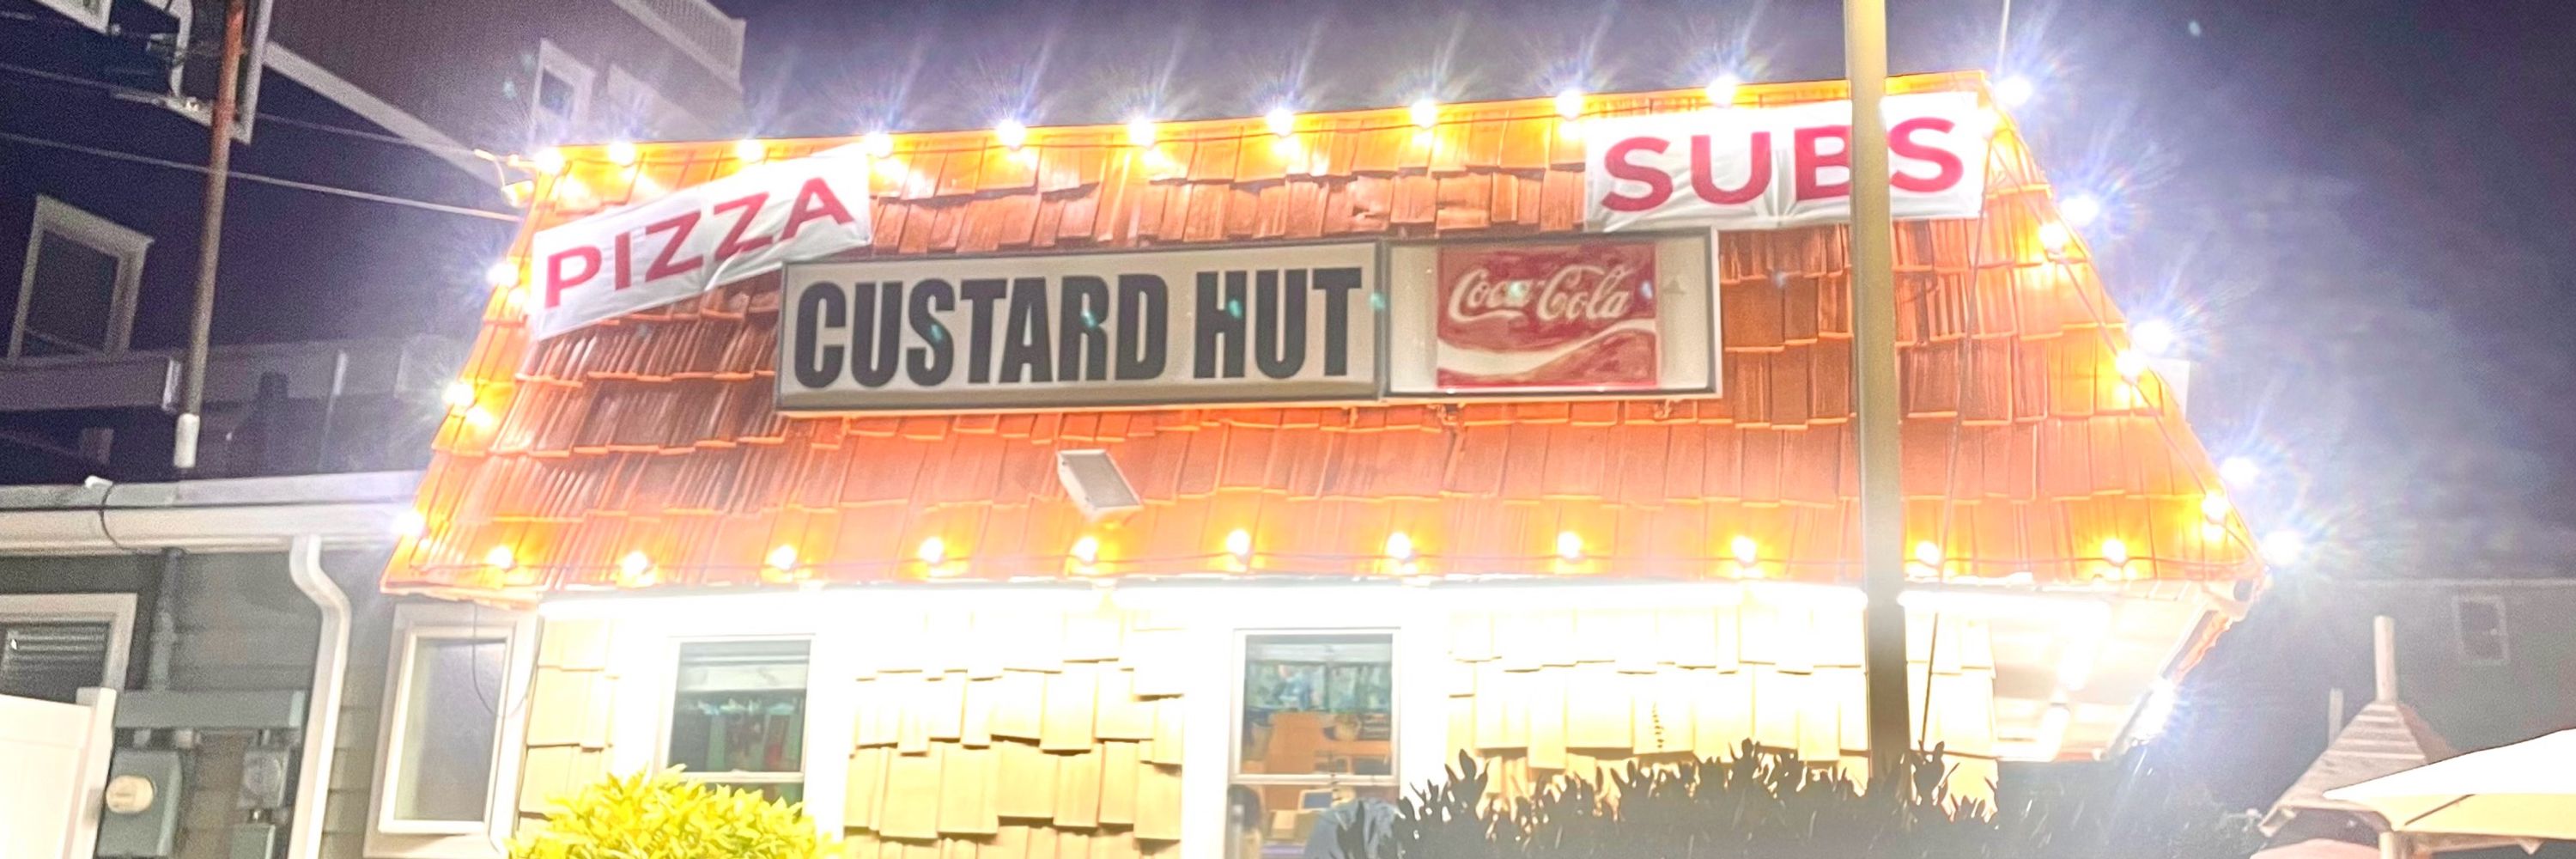 PIZZA
SUBS
CUSTARD HUT
Coca-Cola